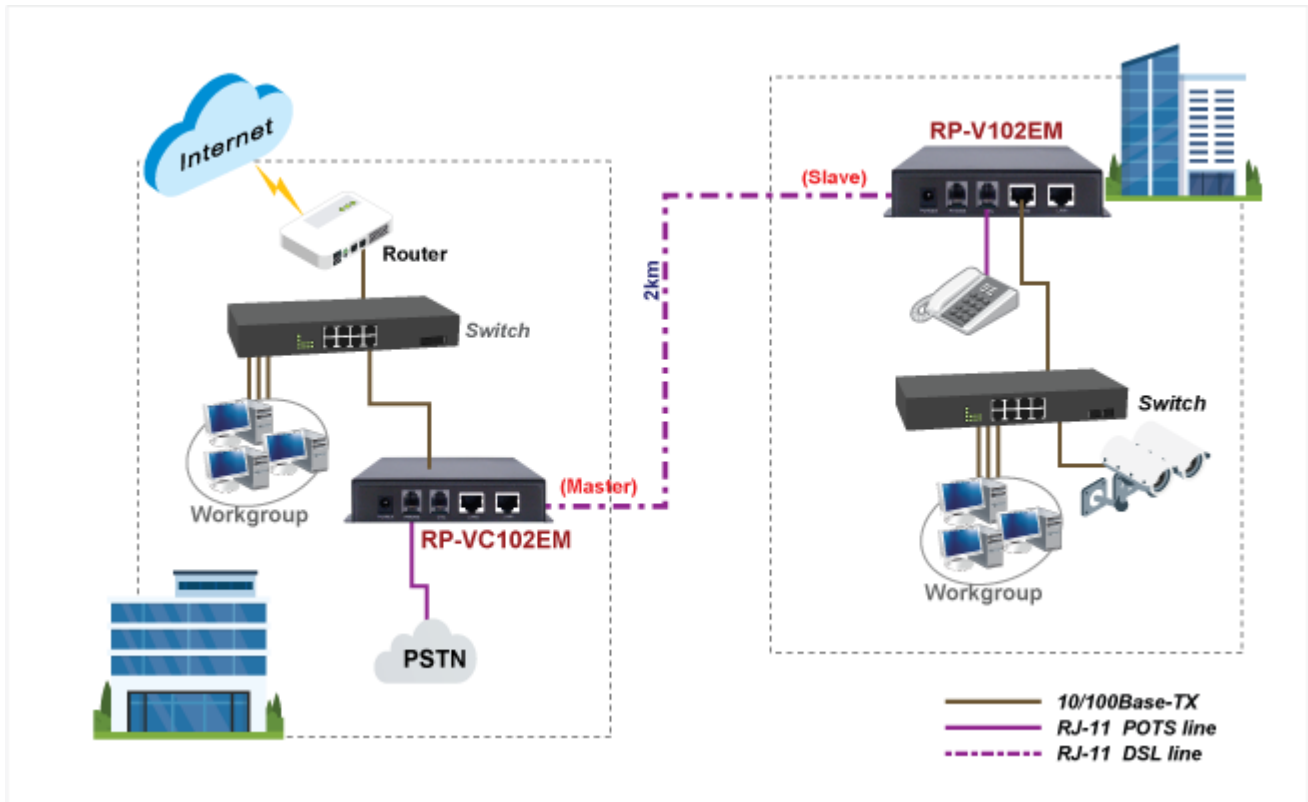 Internet
Router
Switch
Workgroup
(Master)
RP-VC102EM
PSTN
2km
(Slave)
RP-V102EM
Switch
Workgroup
10/100Base-TX
RJ-11 POTS line
RJ-11 DSL line